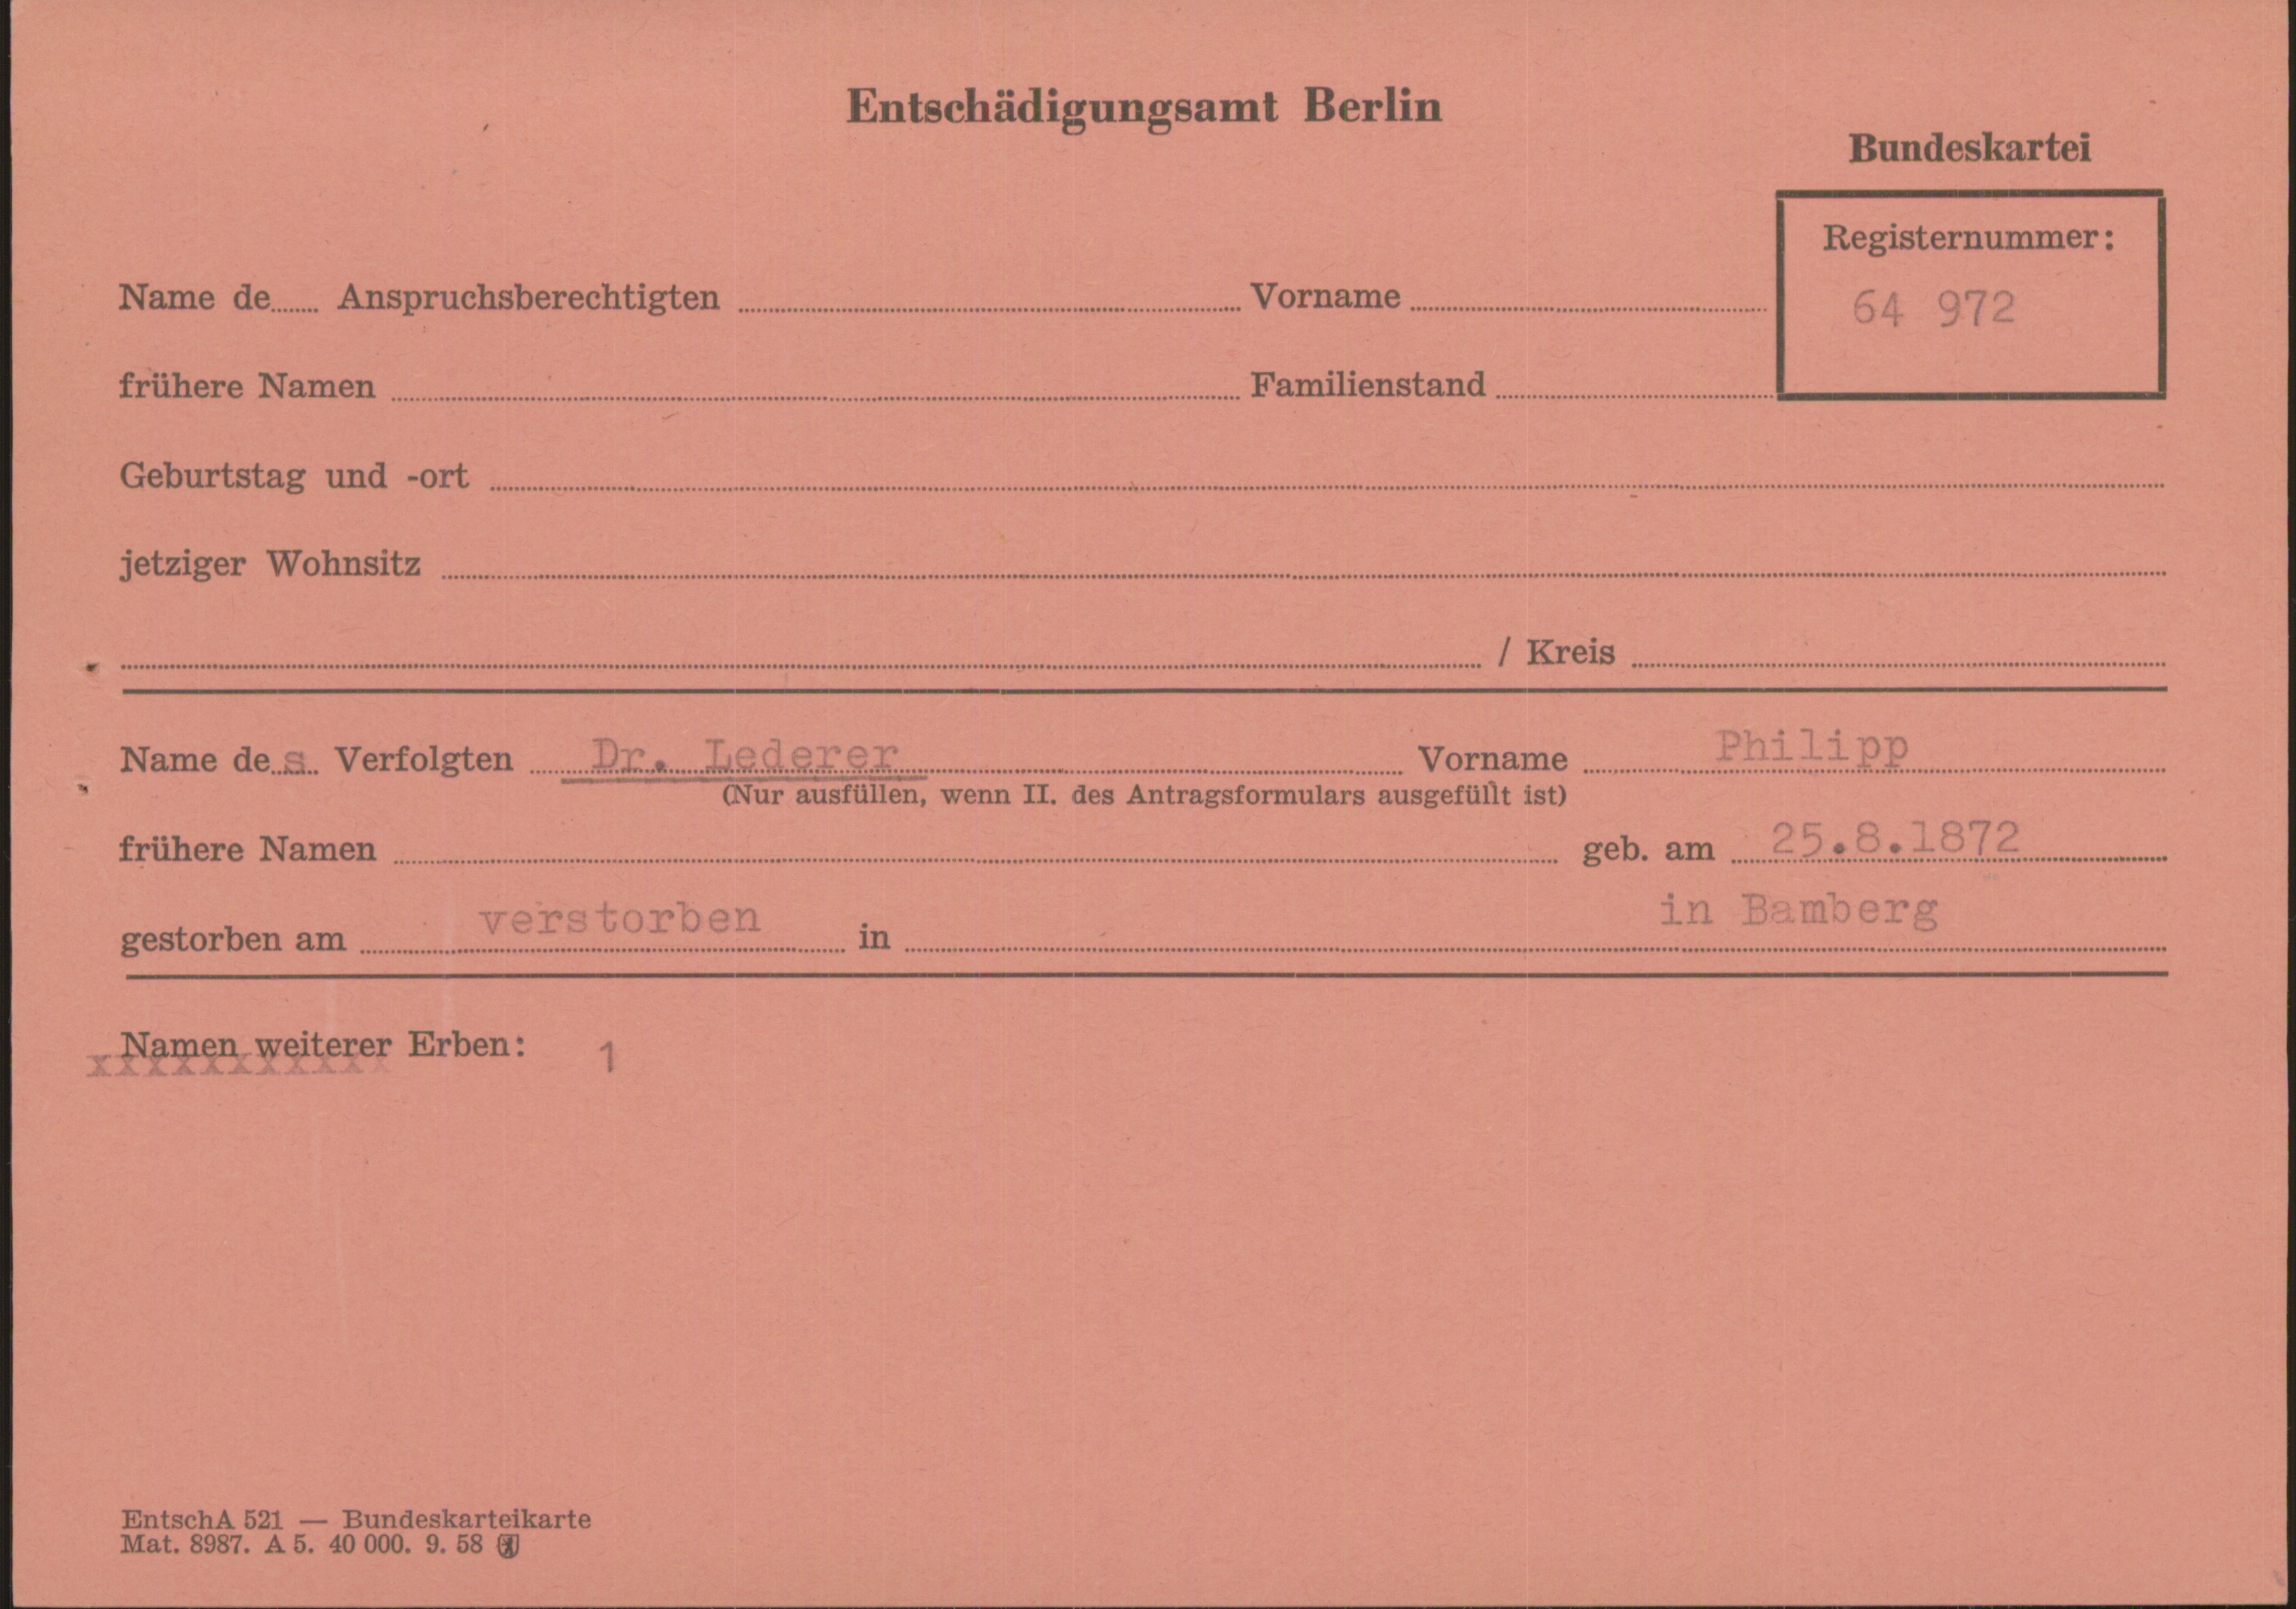 Entschädigungsamt Berlin
Bundeskartei
Registernummer:
64 972
Name de...... Anspruchsberechtigten Vorname
frühere Namen Familienstand
Geburtstag und -ort
jetziger Wohnsitz
/ Kreis
Name des Verfolgten Dr. Lederer Vorname Philipp
(Nur ausfüllen, wenn II. des Antragsformulars ausgefüllt ist)
frühere Namen geb. am 25.8.1872
gestorben am verstorben in in Bamberg
Namen weiterer Erben: 1
xxxxxxxxxxx
EntschA 521 — Bundeskarteikarte
Mat. 8987. A 5. 40 000. 9. 58